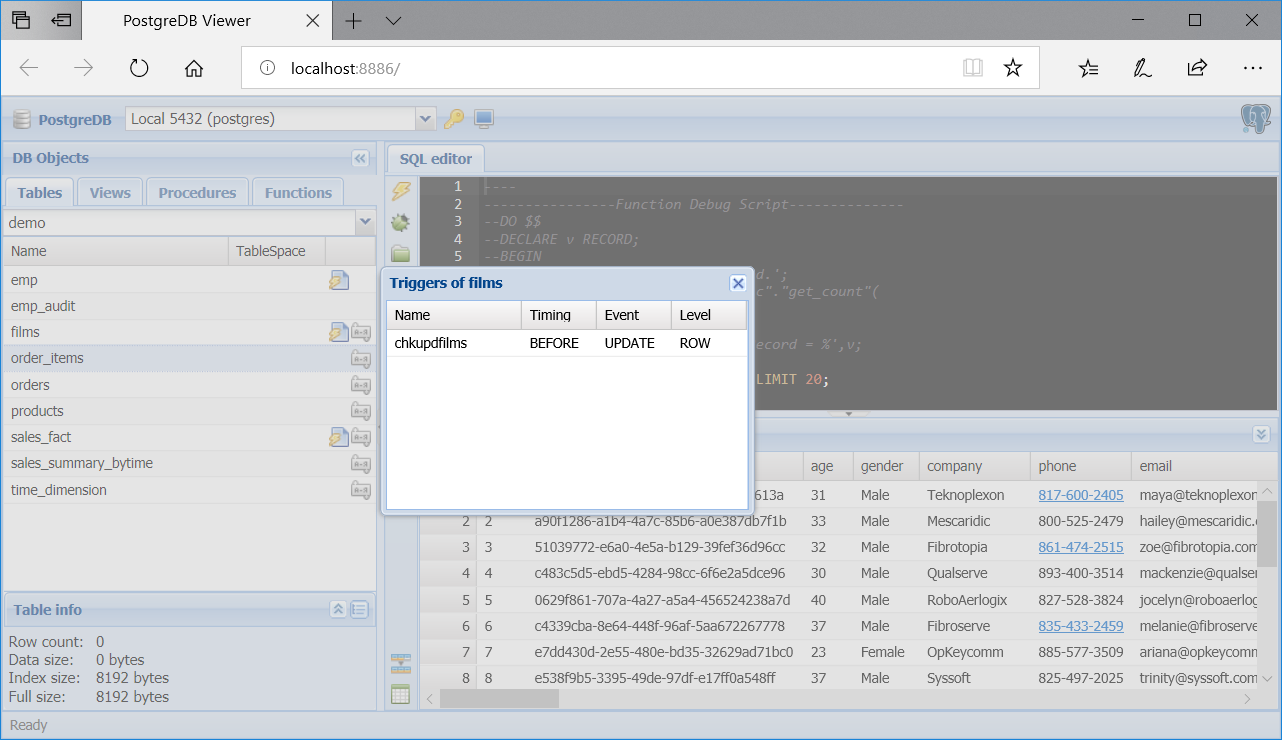 PostgreDB Viewer
localhost:8886/
PostgreDB
Local 5432 (postgres)
DB Objects
Tables
Views
Procedures
Functions
demo
Name TableSpace
emp
emp_audit
films
order_items
orders
products
sales_fact
sales_summary_bytime
time_dimension
Table info
Row count: 0
Data size: 0 bytes
Index size: 8192 bytes
Full size: 8192 bytes
SQL editor
1 ----
2 ----------------Function Debug Script--------------
3 --DO $$
4 --DECLARE v RECORD;
5 --BEGIN
d.';
c"."get_count"(
ecord = %',v;
LIMIT 20;
Triggers of films
Name Timing Event Level
chkupdfilms BEFORE UPDATE ROW
age gender company phone email
613a 31 Male Teknoplexon 817-600-2405 maya@teknoplexon
2 2 a90f1286-a1b4-4a7c-85b6-a0e387db7f1b 33 Male Mescaridic 800-525-2479 hailey@mescaridic.c
3 3 51039772-e6a0-4e5a-b129-39fef36d96cc 32 Male Fibrotopia 861-474-2515 zoe@fibrotopia.com
4 4 c483c5d5-ebd5-4284-98cc-6f6e2a5dce96 30 Male Qualserve 893-400-3514 mackenzie@qualser
5 5 0629f861-707a-4a27-a5a4-456524238a7d 40 Male RoboAerlogix 827-528-3824 jocelyn@roboaerlog
6 6 c4339cba-8e64-448f-96af-5aa672267778 37 Male Fibroserve 835-433-2459 melanie@fibroserve
7 7 e7dd430d-2e55-480e-bd35-32629ad71bc0 23 Female OpKeycomm 885-577-3509 ariana@opkeycomm
8 8 e538f9b5-3395-49de-97df-e17ff0a548ff 37 Male Syssoft 825-497-2025 trinity@syssoft.com
Ready